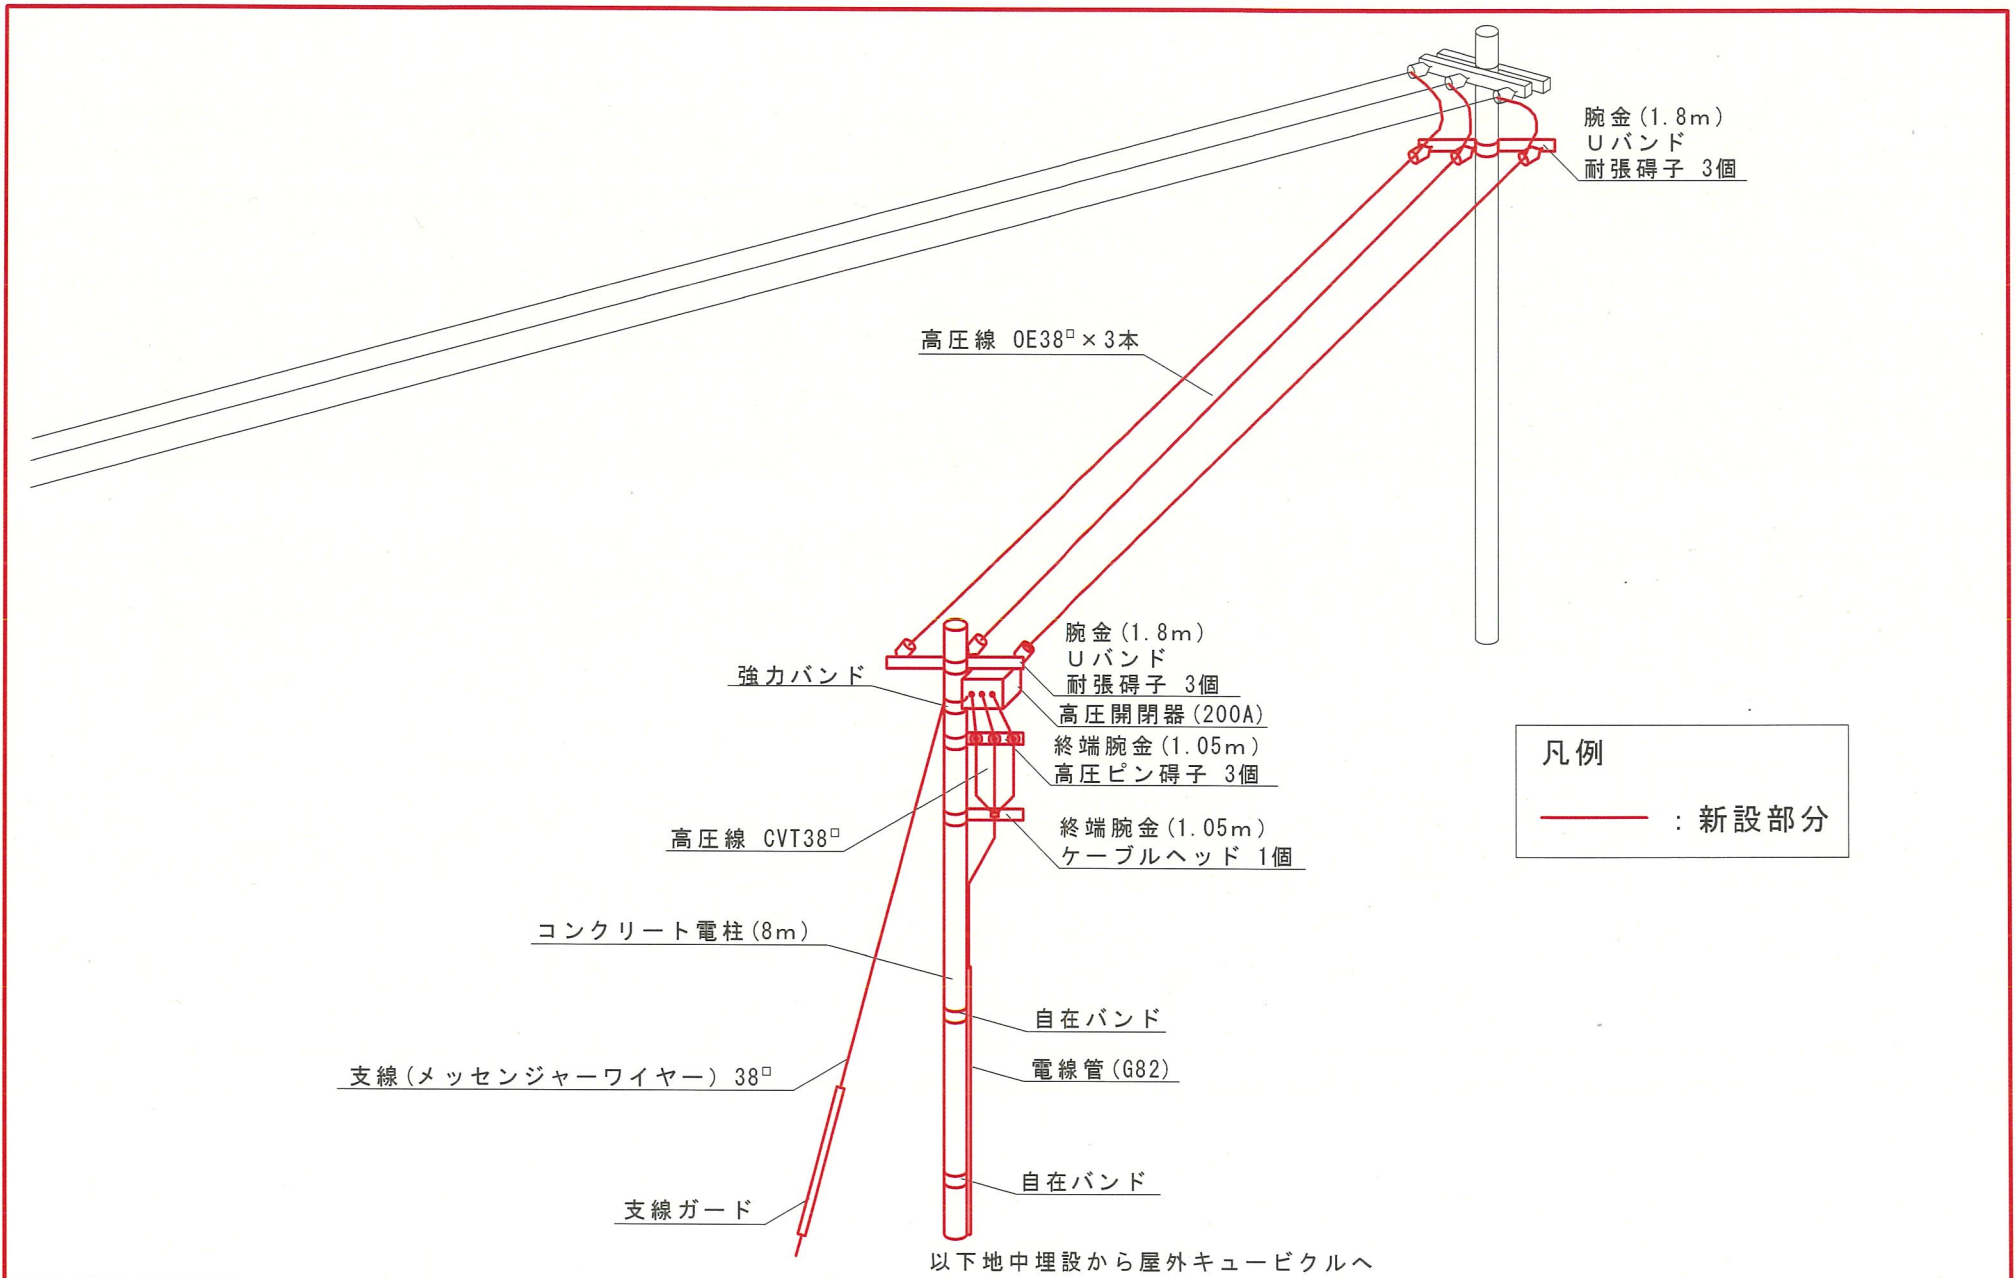 腕金(1.8m)
Uバンド
耐張碍子 3個
高圧線 OE38□×3本
腕金(1.8m)
Uバンド
耐張碍子 3個
強力バンド
高圧開閉器(200A)
終端腕金(1.05m)
高圧ピン碍子 3個
凡例
：新設部分
高圧線 CVT38□
終端腕金(1.05m)
ケーブルヘッド 1個
コンクリート電柱(8m)
自在バンド
電線管(G82)
支線(メッセンジャーワイヤー) 38□
自在バンド
支線ガード
以下地中埋設から屋外キュービクルへ